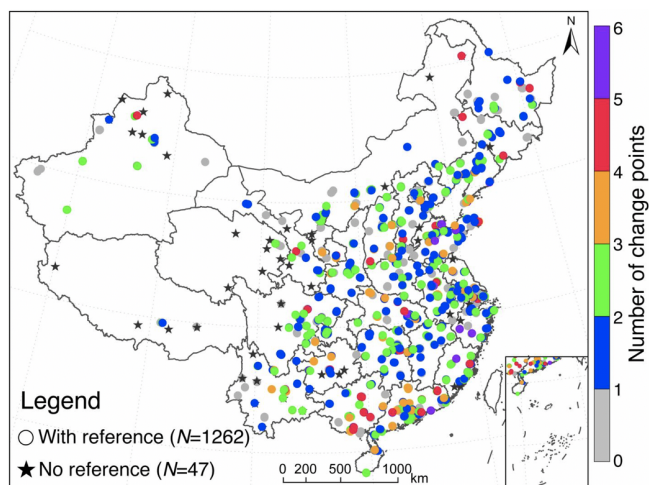 N
6
5
4
3
2
1
0
Number of change points
Legend
With reference (N=1262)
No reference (N=47)
0 200 500 1000
km